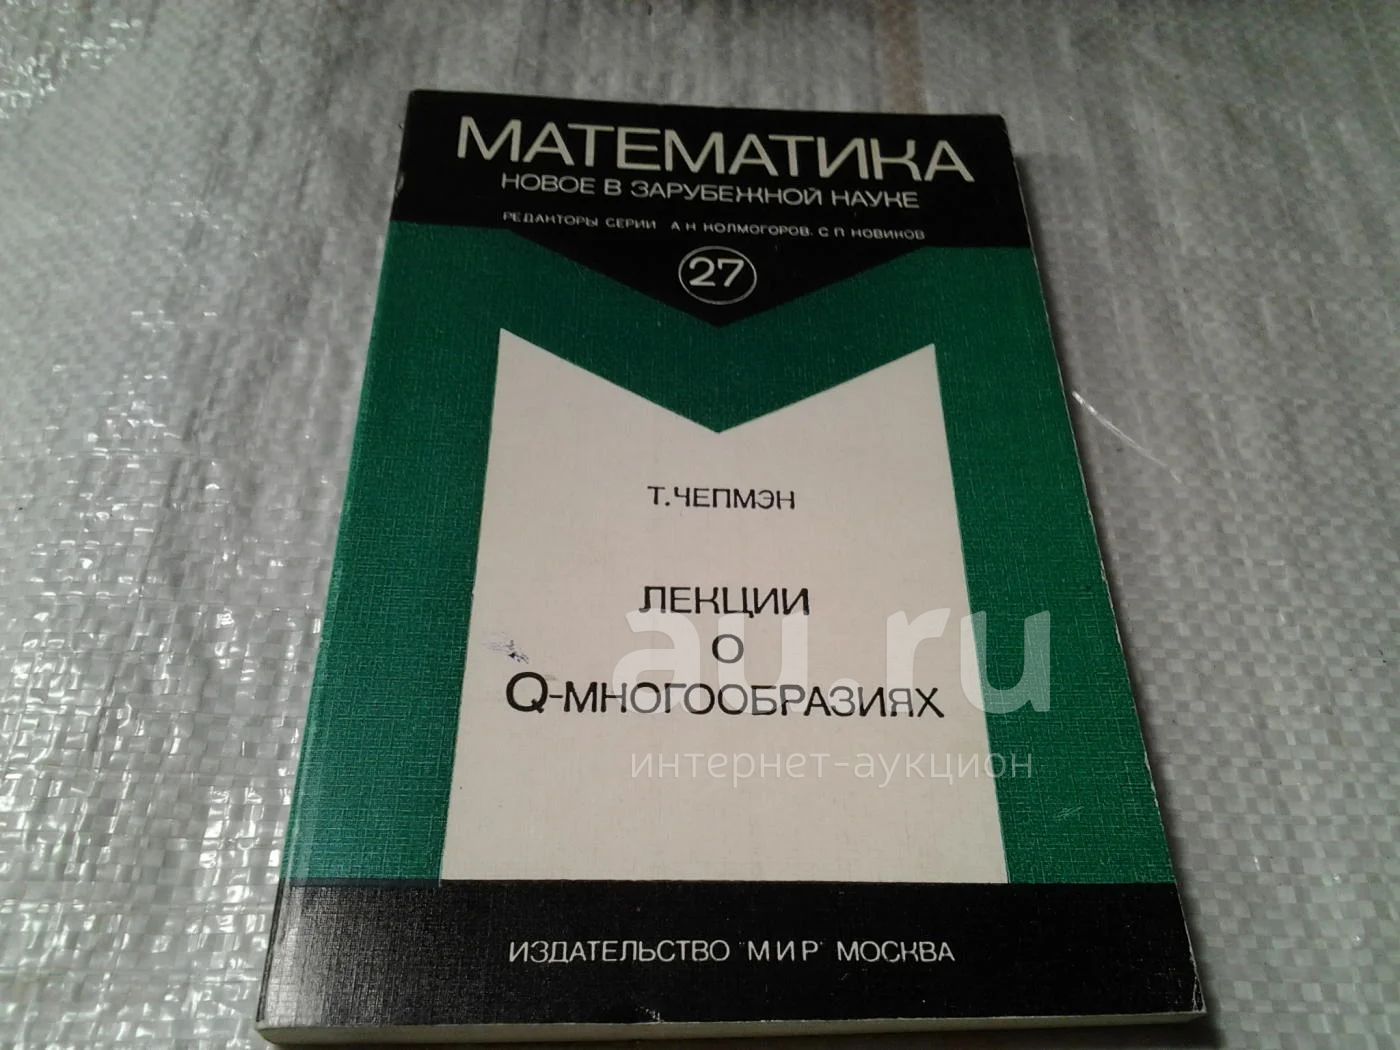 МАТЕМАТИКА
НОВОЕ В ЗАРУБЕЖНОЙ НАУКЕ
РЕДАКТОРЫ СЕРИИ А Н КОЛМОГОРОВ. С П НОВИКОВ
27
Т. ЧЕПМЭН
ЛЕКЦИИ
О
Q-МНОГООБРАЗИЯХ
au.ru
интернет-аукцион
ИЗДАТЕЛЬСТВО "МИР" МОСКВА